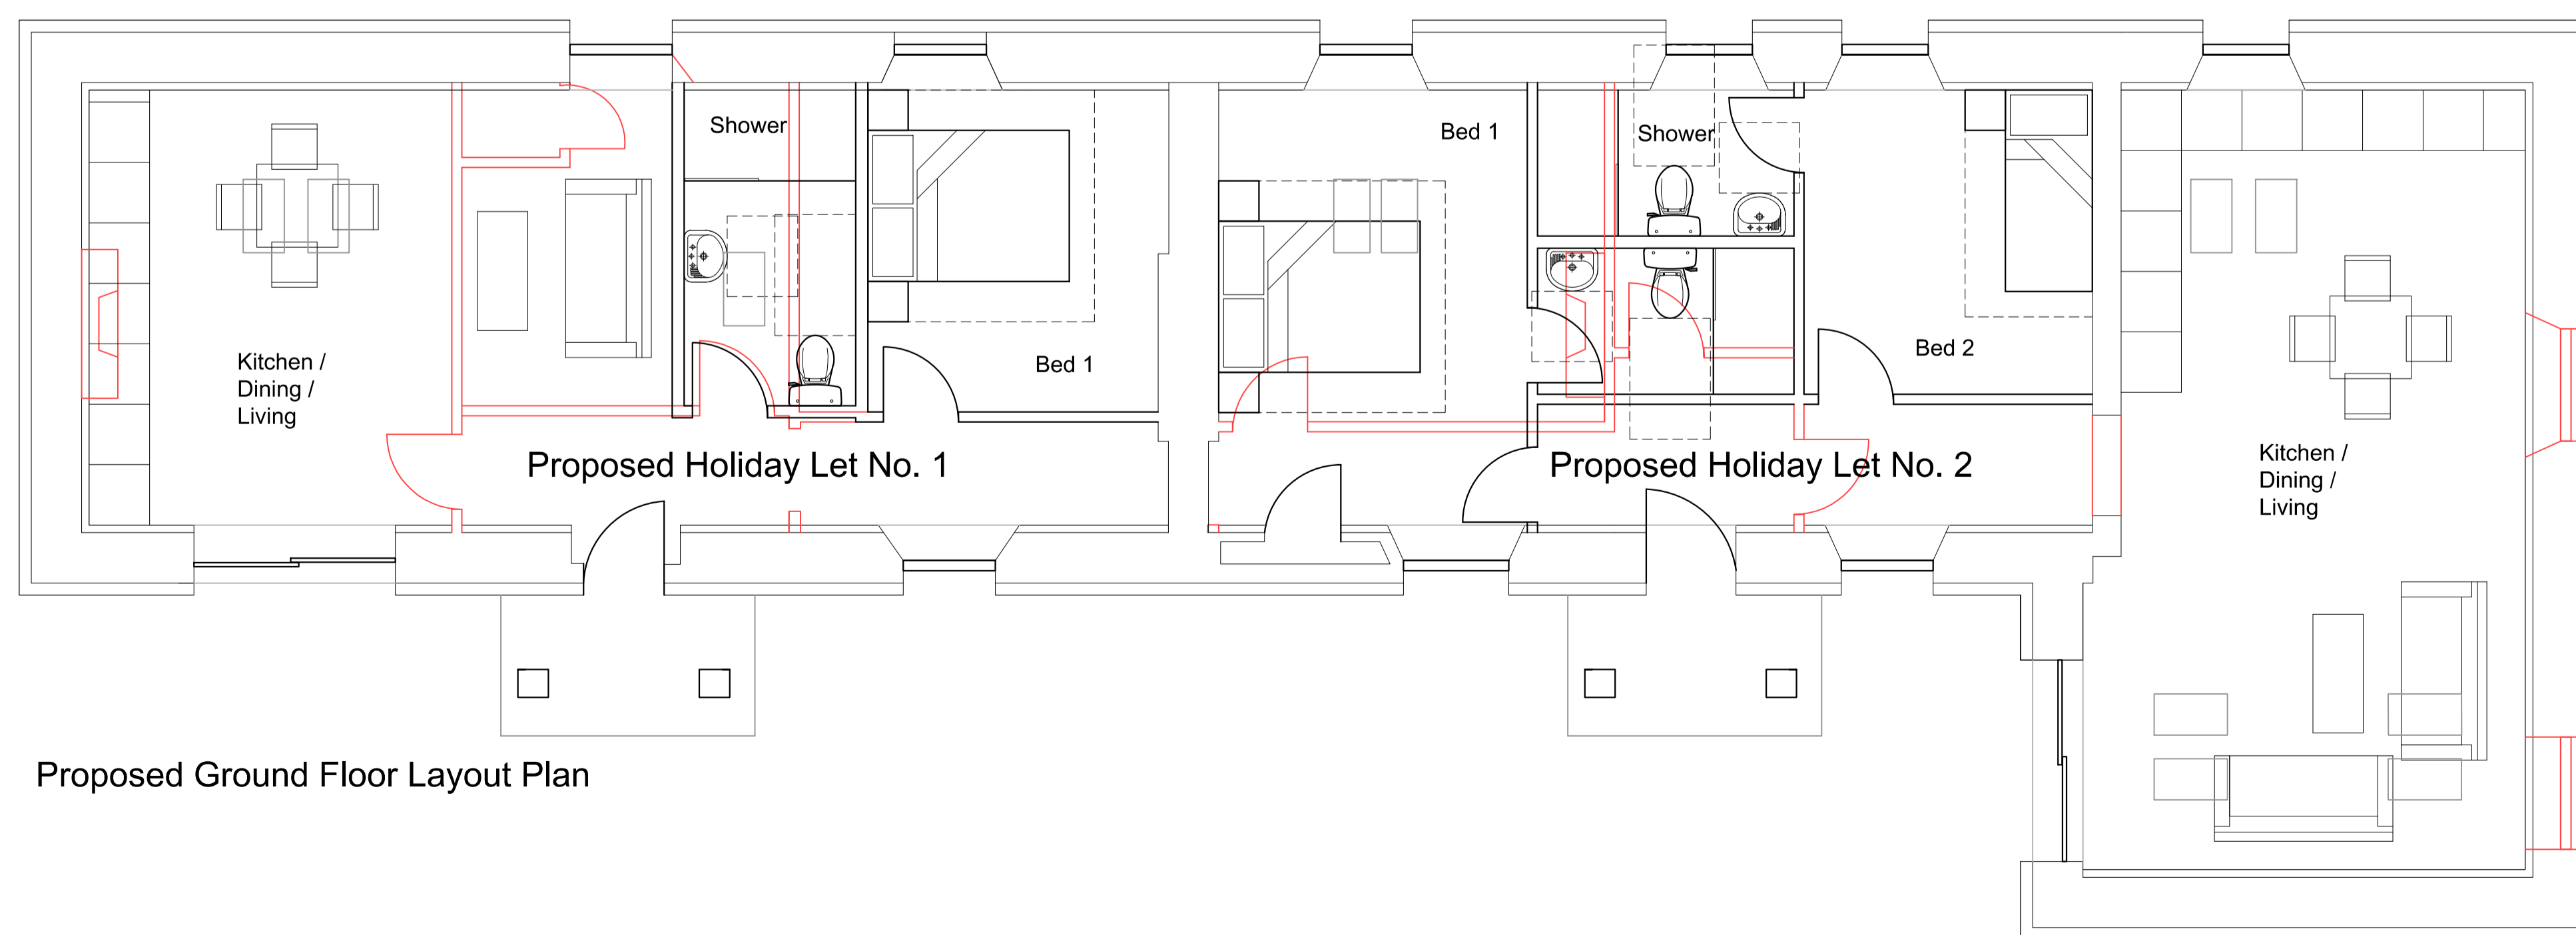 Shower
Bed 1
Kitchen /
Dining /
Living
Proposed Holiday Let No. 1
Bed 1
Shower
Bed 2
Proposed Holiday Let No. 2
Kitchen /
Dining /
Living
Proposed Ground Floor Layout Plan